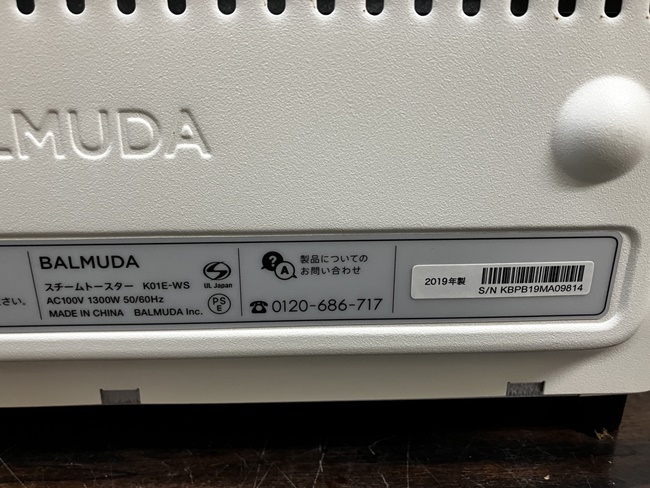 BALMUDA
ださい。
BALMUDA
スチームトースター K01E-WS
AC100V 1300W 50/60Hz
MADE IN CHINA BALMUDA Inc.
UL Japan
PS
E
?
A
製品についての
お問い合わせ
0120-686-717
2019年製
S/N KBPB19MA09814